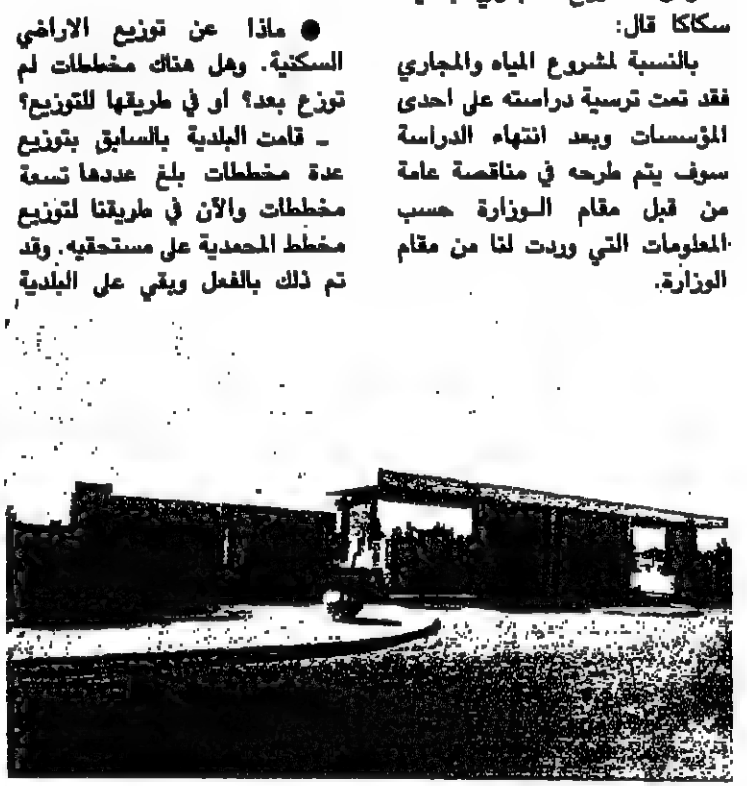 سكاكا قال:
بالنسبة لمشروع المياه والمجاري
فقد تمت ترسية دراسته على احدى
المؤسسات وبعد انتهاء الدراسة
سوف يتم طرحه في مناقصة عامة
من قبل مقام الـوزارة حسب
المعلومات التي وردت لنا من مقام
الوزارة.
● ماذا عن توزيع الاراضي
السكنية. وهل هناك مخططات لم
توزع بعد؟ او في طريقها للتوزيع؟
ـ قامت البلدية بالسابق بتوزيع
عدة مخططات بلغ عددها تسعة
مخططات والآن في طريقنا لتوزيع
مخطط المحمدية على مستحقيه. وقد
تم ذلك بالفعل وبقي على البلدية